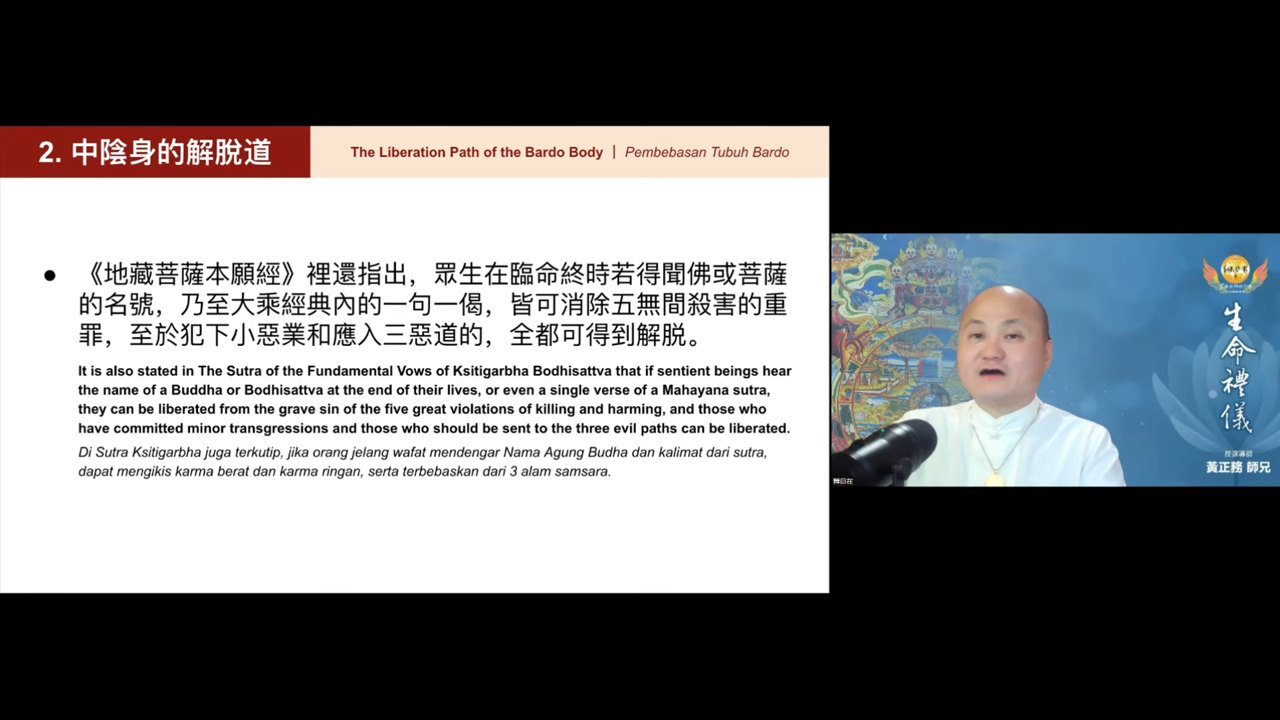 2. 中陰身的解脫道
The Liberation Path of the Bardo Body | Pembebasan Tubuh Bardo
● 《地藏菩薩本願經》裡還指出，眾生在臨命終時若得聞佛或菩薩
的名號，乃至大乘經典內的一句一偈，皆可消除五無間殺害的重
罪，至於犯下小惡業和應入三惡道的，全都可得到解脱。
It is also stated in The Sutra of the Fundamental Vows of Ksitigarbha Bodhisattva that if sentient beings hear
the name of a Buddha or Bodhisattva at the end of their lives, or even a single verse of a Mahayana sutra,
they can be liberated from the grave sin of the five great violations of killing and harming, and those who
have committed minor transgressions and those who should be sent to the three evil paths can be liberated.
Di Sutra Ksitigarbha juga terkutip, jika orang jelang wafat mendengar Nama Agung Budha dan kalimat dari sutra,
dapat mengikis karma berat dan karma ringan, serta terbebaskan dari 3 alam samsara.
生命禮儀
授課導師
黃正務 師兄